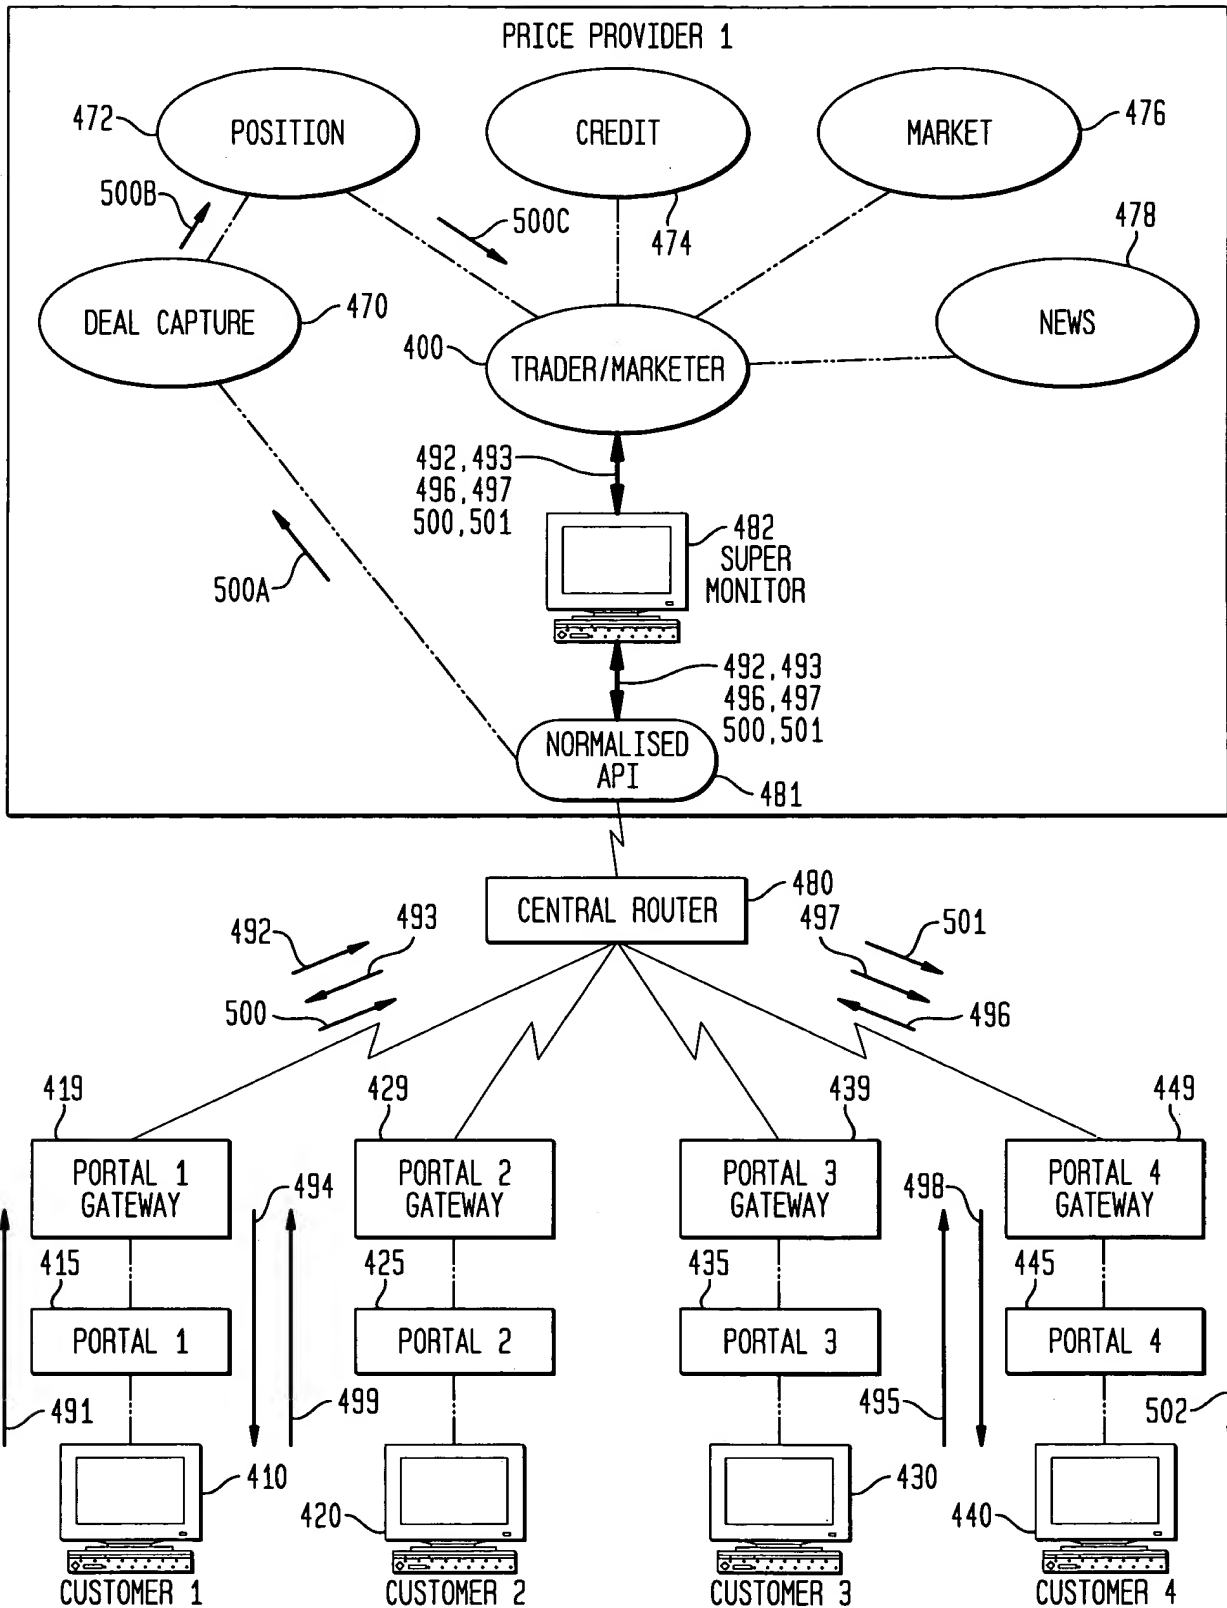 PRICE PROVIDER 1
472
POSITION
CREDIT
MARKET
476
500B
500C
474
478
DEAL CAPTURE
470
400
TRADER/MARKETER
NEWS
492,493
496,497
500,501
482
SUPER
MONITOR
500A
492,493
496,497
500,501
NORMALISED
API
481
CENTRAL ROUTER
480
492
493
500
497
501
496
419
429
439
449
PORTAL 1
GATEWAY
494
PORTAL 2
GATEWAY
PORTAL 3
GATEWAY
498
PORTAL 4
GATEWAY
415
425
435
445
PORTAL 1
PORTAL 2
PORTAL 3
PORTAL 4
491
499
495
502
410
420
430
440
CUSTOMER 1
CUSTOMER 2
CUSTOMER 3
CUSTOMER 4